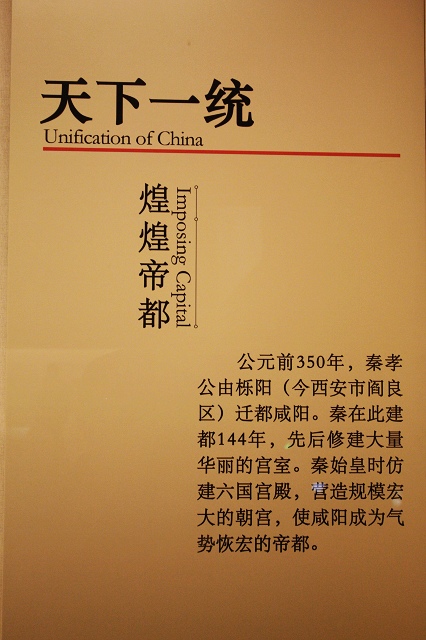 天下一统
Unification of China
煌煌帝都
Imposing Capital
公元前350年，秦孝
公由栎阳（今西安市阎良
区）迁都咸阳。秦在此建
都144年，先后修建大量
华丽的宫室。秦始皇时仿
建六国宫殿，营造规模宏
大的朝宫，使咸阳成为气
势恢宏的帝都。